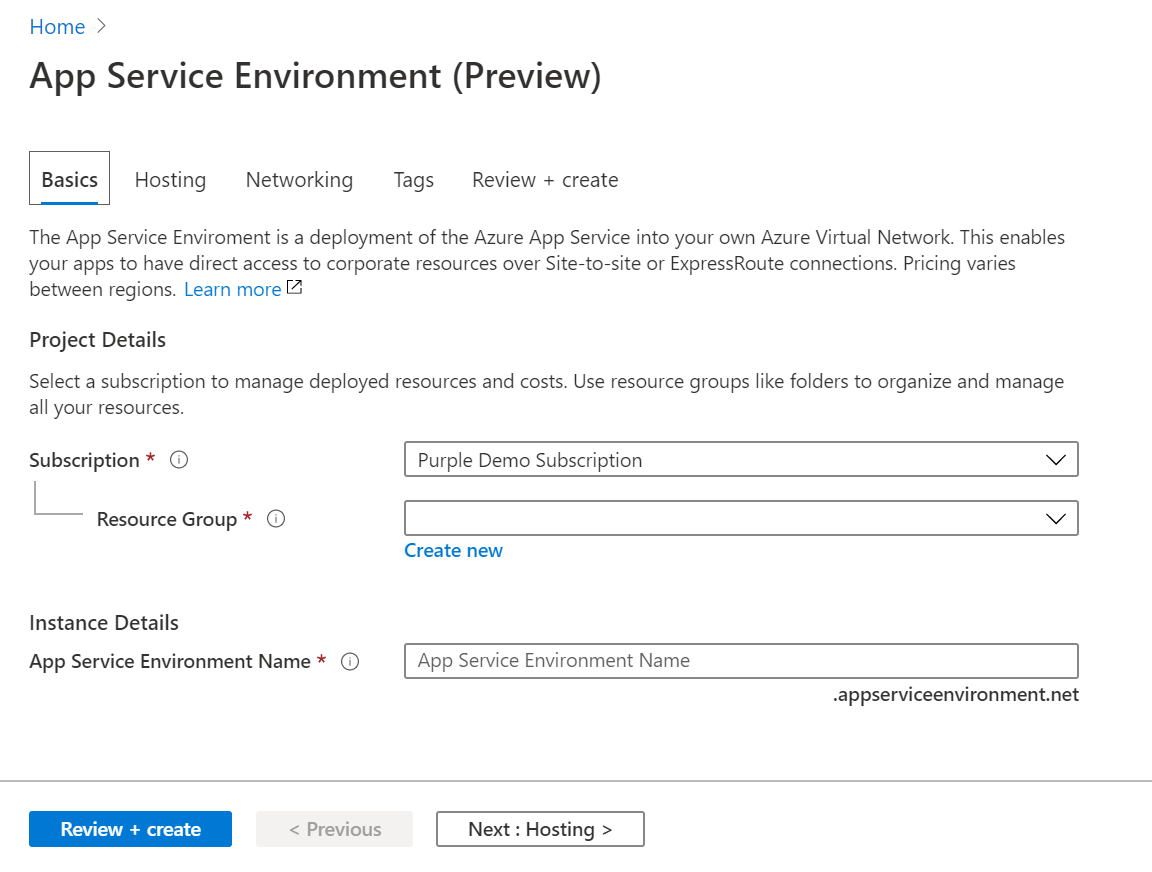 Home >
App Service Environment (Preview)
Basics Hosting Networking Tags Review + create
The App Service Enviroment is a deployment of the Azure App Service into your own Azure Virtual Network. This enables
your apps to have direct access to corporate resources over Site-to-site or ExpressRoute connections. Pricing varies
between regions. Learn more
Project Details
Select a subscription to manage deployed resources and costs. Use resource groups like folders to organize and manage
all your resources.
Subscription * Purple Demo Subscription
Resource Group *
Create new
Instance Details
App Service Environment Name * App Service Environment Name
.appserviceenvironment.net
Review + create < Previous Next : Hosting >